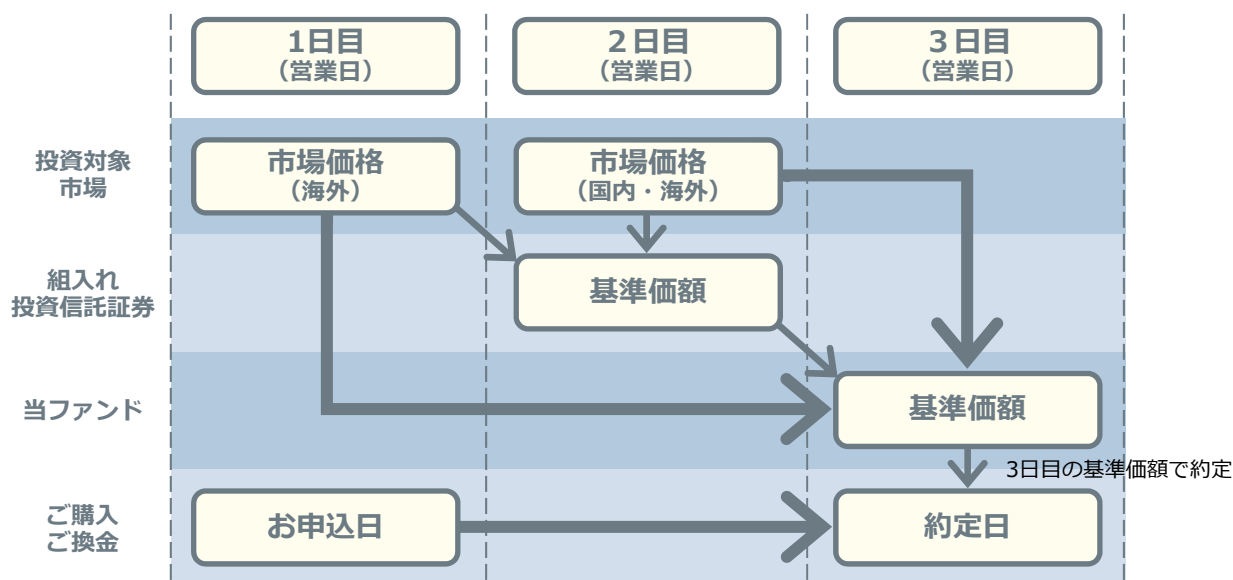 1日目
（営業日）
２日目
（営業日）
３日目
（営業日）
投資対象
市場
市場価格
（海外）
市場価格
（国内・海外）
組入れ
投資信託証券
基準価額
当ファンド
基準価額
3日目の基準価額で約定
ご購入
ご換金
お申込日
約定日